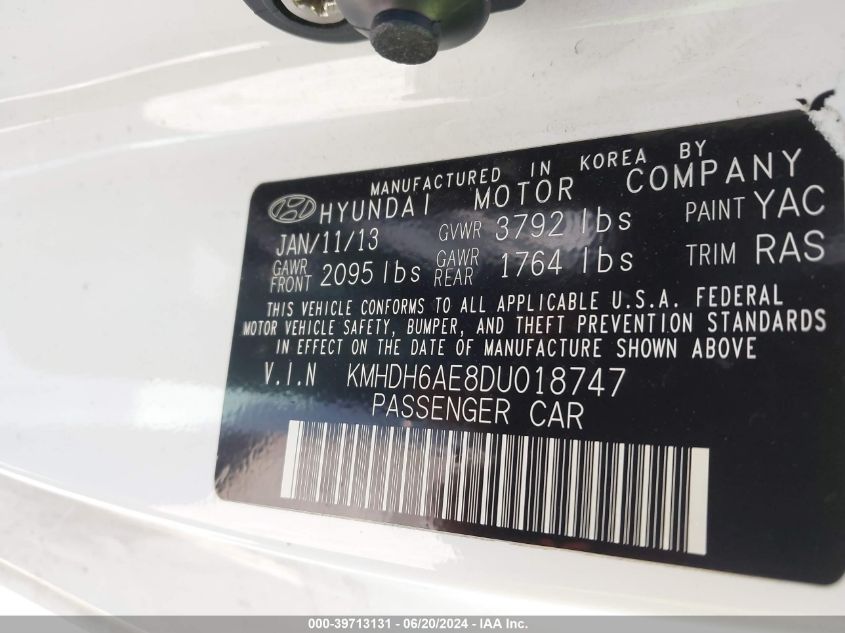 MANUFACTURED IN KOREA BY
HYUNDAI MOTOR COMPANY
JAN/11/13 GVWR 3792 lbs PAINT YAC
GAWR FRONT 2095 lbs GAWR REAR 1764 lbs TRIM RAS
THIS VEHICLE CONFORMS TO ALL APPLICABLE U.S.A. FEDERAL
MOTOR VEHICLE SAFETY, BUMPER, AND THEFT PREVENTION STANDARDS
IN EFFECT ON THE DATE OF MANUFACTURE SHOWN ABOVE
V.I.N KMHDH6AE8DU018747
PASSENGER CAR
000-39713131 - 06/20/2024 - IAA Inc.